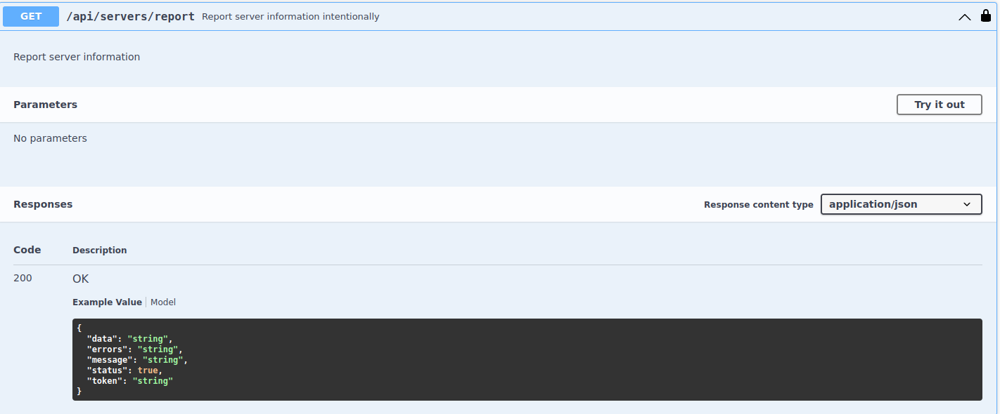 GET /api/servers/report Report server information intentionally
Report server information
Parameters Try it out
No parameters
Responses Response content type application/json
Code Description
200 OK
Example Value Model
{
"data": "string",
"errors": "string",
"message": "string",
"status": true,
"token": "string"
}